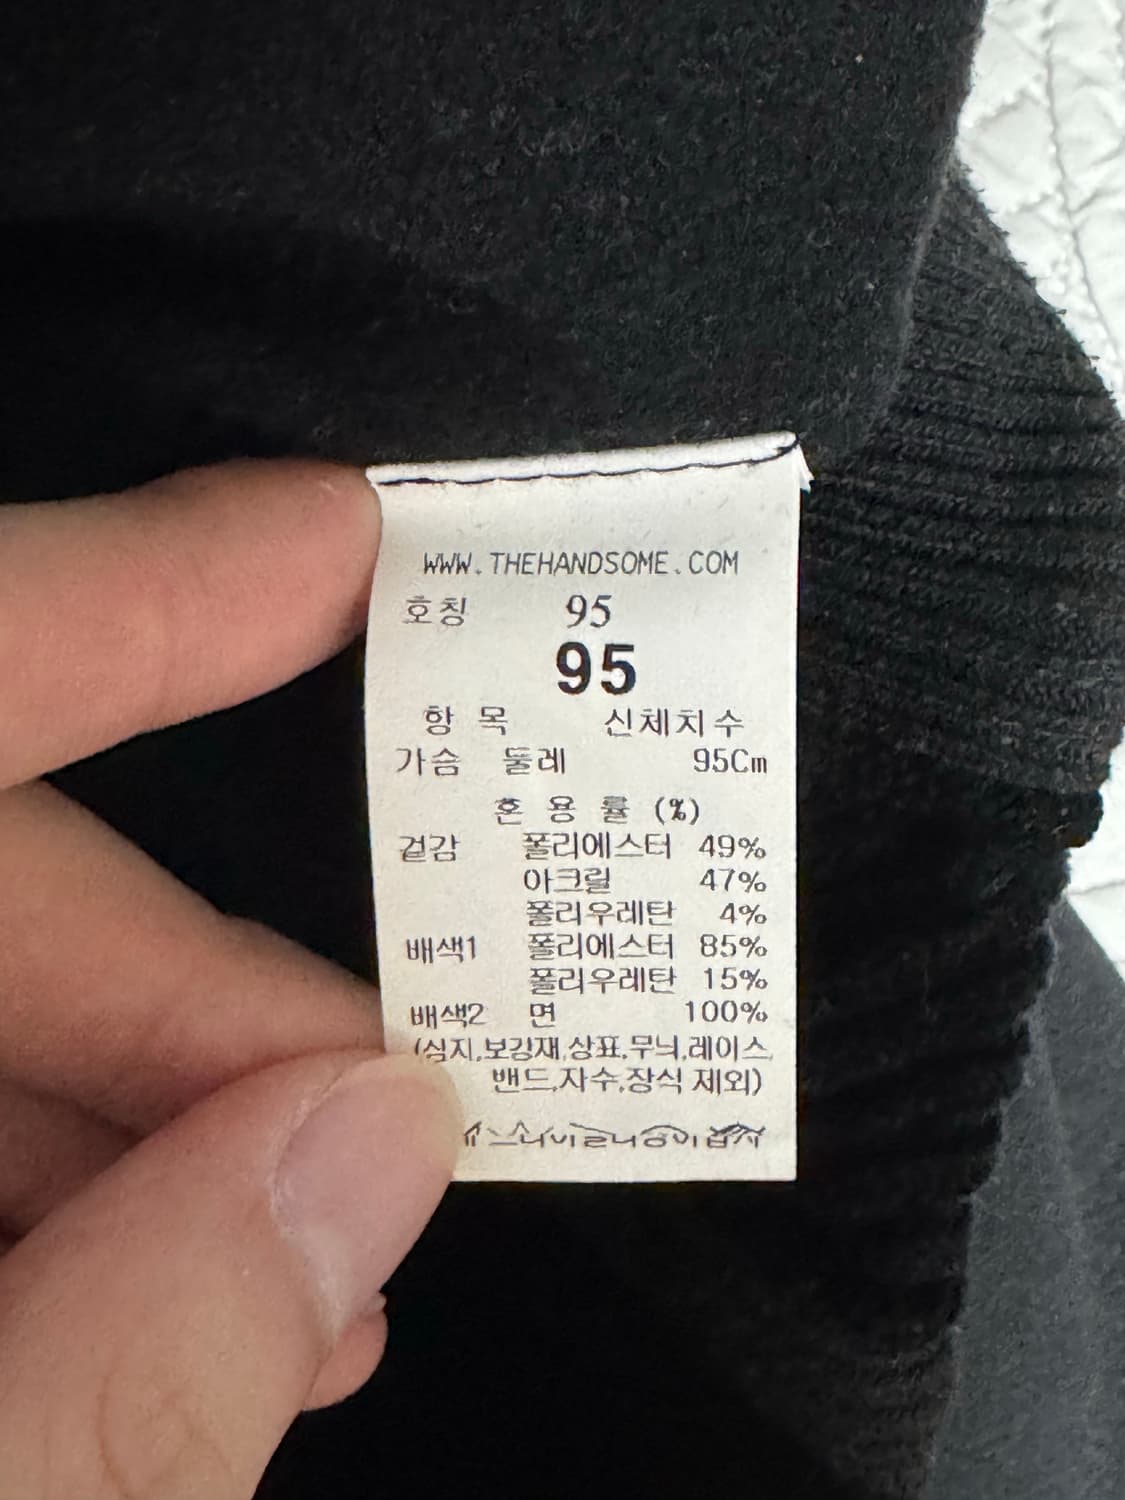 WWW.THEHANDSOME.COM
호칭 95
95
항 목 신체치수
가슴 둘레 95Cm
혼 용 률 (%)
겉감 폴리에스터 49%
아크릴 47%
폴리우레탄 4%
배색1 폴리에스터 85%
폴리우레탄 15%
배색2 면 100%
(심지,보강재,상표,무늬,레이스,
밴드,자수,장식 제외)